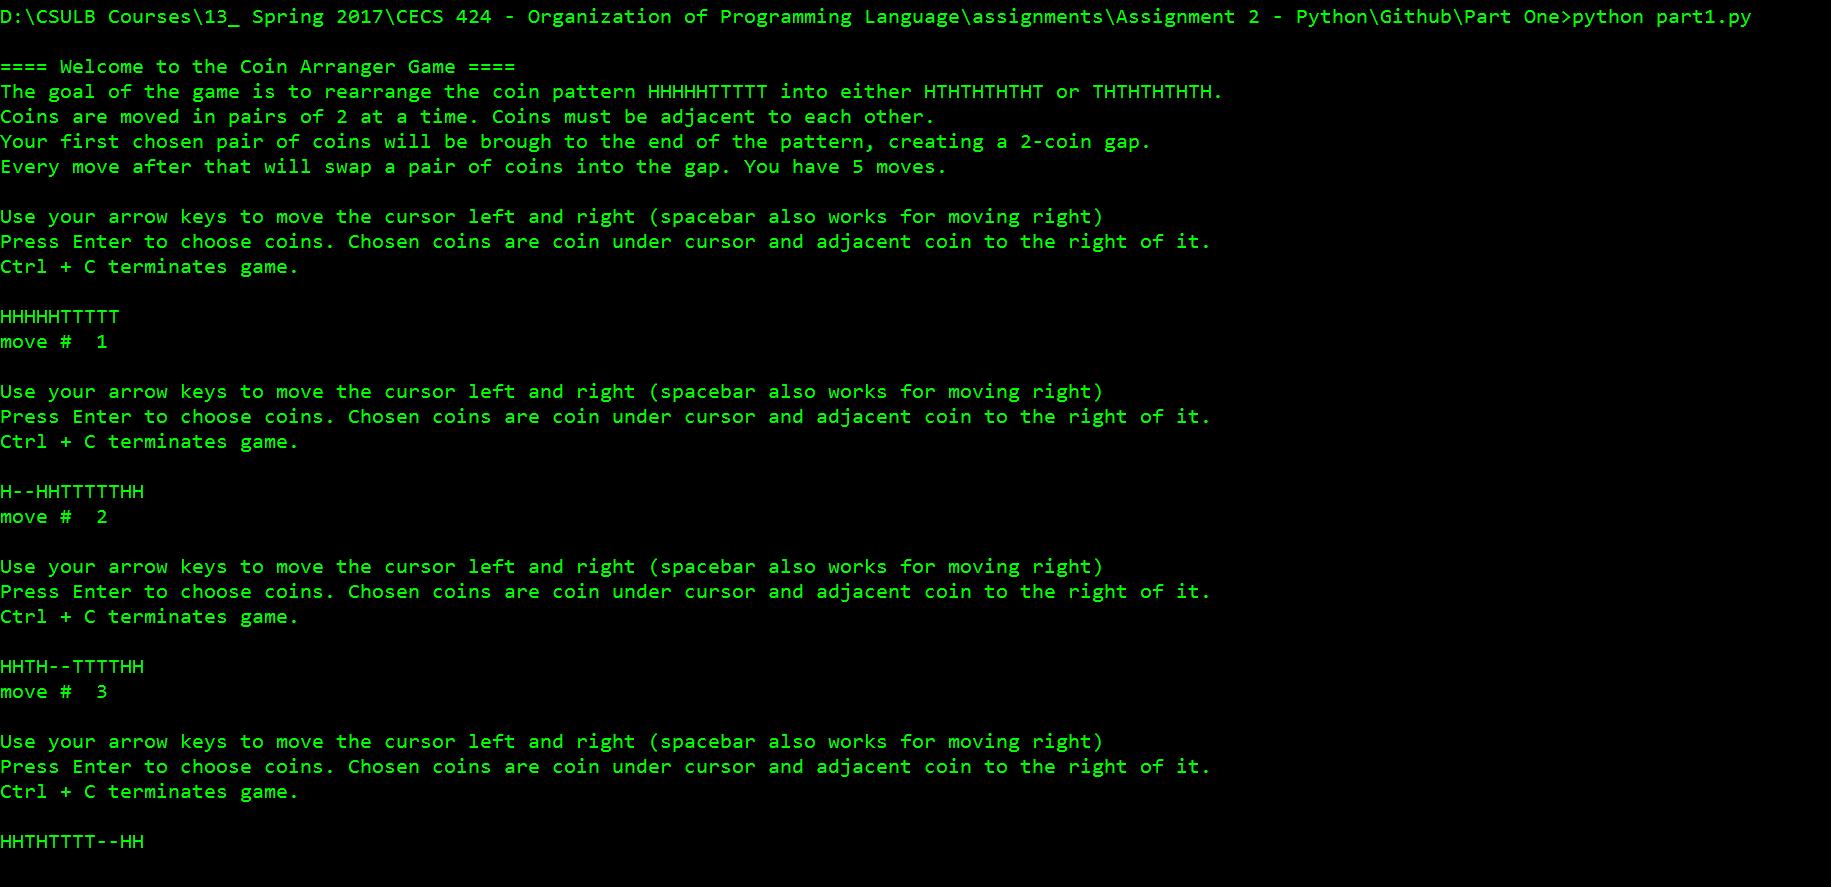 D:\CSULB Courses\13_ Spring 2017\CECS 424 - Organization of Programming Language\assignments\Assignment 2 - Python\Github\Part One>python part1.py
==== Welcome to the Coin Arranger Game ====
The goal of the game is to rearrange the coin pattern HHHHHTTTTT into either HTHTHTHTHT or THTHTHTHTH.
Coins are moved in pairs of 2 at a time. Coins must be adjacent to each other.
Your first chosen pair of coins will be brough to the end of the pattern, creating a 2-coin gap.
Every move after that will swap a pair of coins into the gap. You have 5 moves.
Use your arrow keys to move the cursor left and right (spacebar also works for moving right)
Press Enter to choose coins. Chosen coins are coin under cursor and adjacent coin to the right of it.
Ctrl + C terminates game.
HHHHHTTTTT
move #  1
Use your arrow keys to move the cursor left and right (spacebar also works for moving right)
Press Enter to choose coins. Chosen coins are coin under cursor and adjacent coin to the right of it.
Ctrl + C terminates game.
H--HHTTTTTHH
move #  2
Use your arrow keys to move the cursor left and right (spacebar also works for moving right)
Press Enter to choose coins. Chosen coins are coin under cursor and adjacent coin to the right of it.
Ctrl + C terminates game.
HHTH--TTTTHH
move #  3
Use your arrow keys to move the cursor left and right (spacebar also works for moving right)
Press Enter to choose coins. Chosen coins are coin under cursor and adjacent coin to the right of it.
Ctrl + C terminates game.
HHTHTTTT--HH